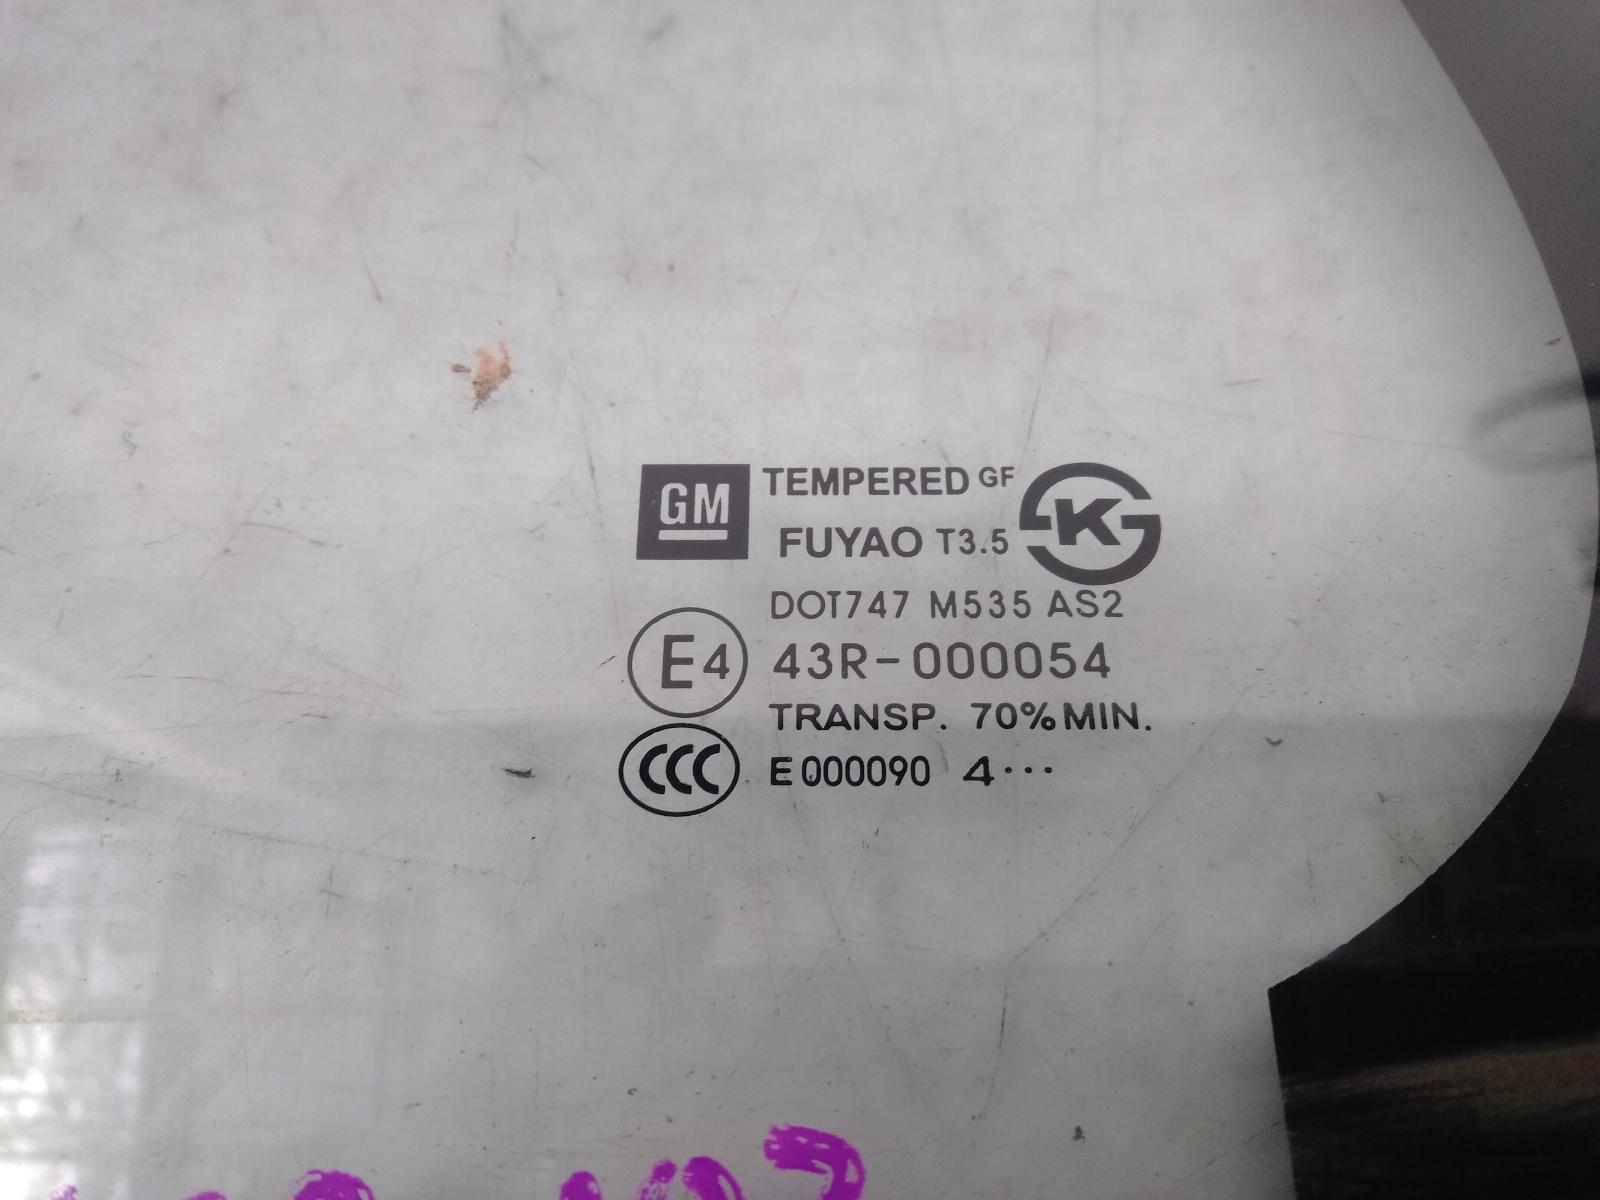 GM TEMPERED GF
FUYAO T3.5 K
DOT747 M535 AS2
E4 43R-000054
TRANSP. 70% MIN.
CCC E000090 4...